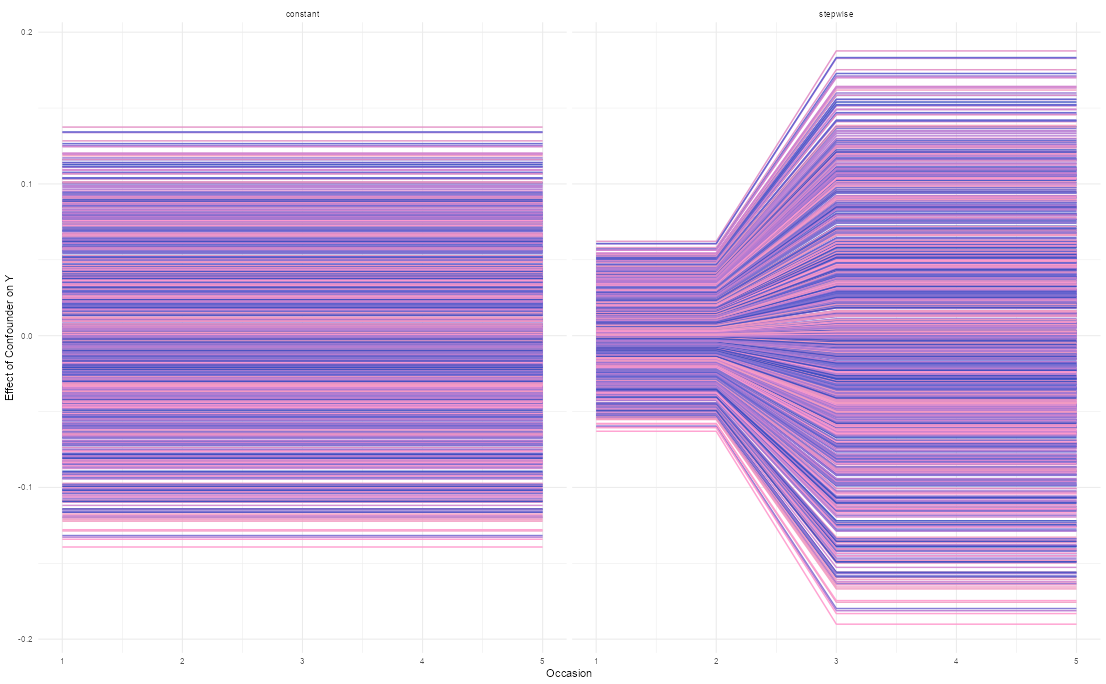 constant
stepwise
Effect of Confounder on Y
0.2
0.1
0.0
-0.1
-0.2
1 2 3 4 5
1 2 3 4 5
Occasion